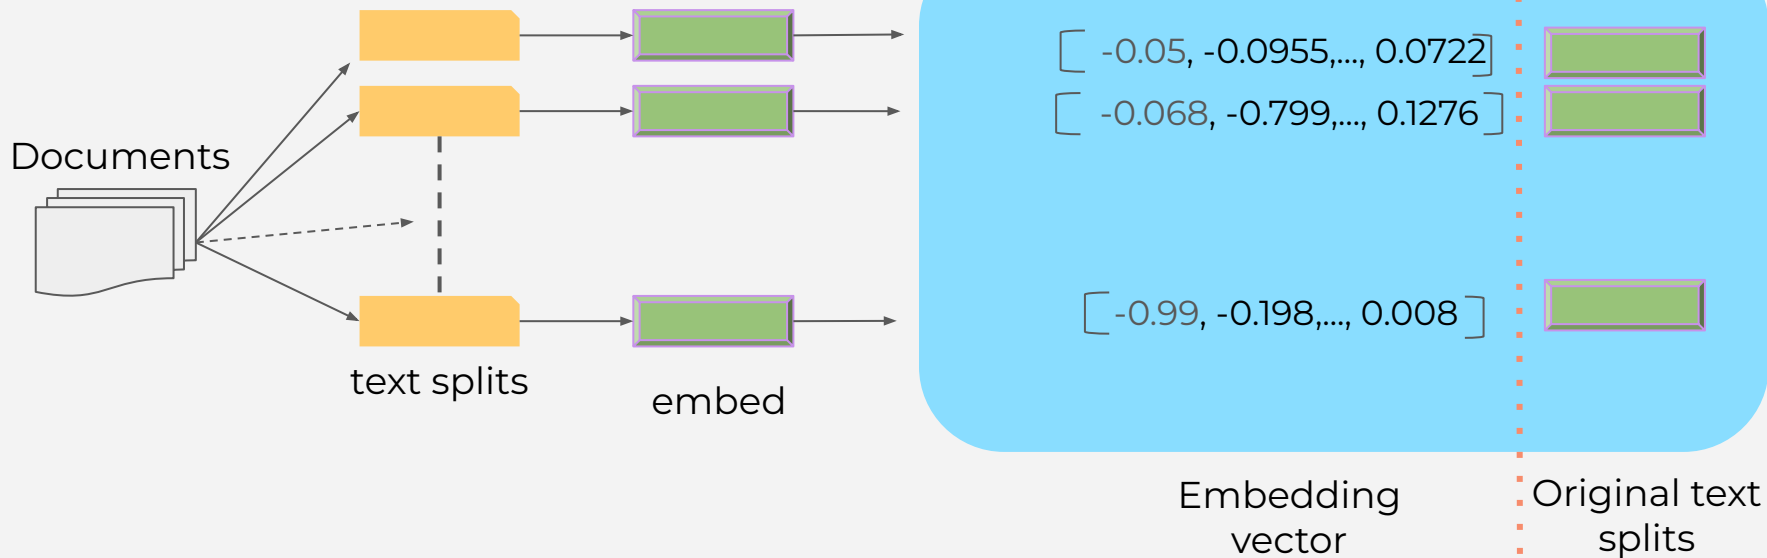 -0.05, -0.0955,..., 0.0722
-0.068, -0.799,..., 0.1276
Documents
-0.99, -0.198,..., 0.008
text splits
embed
Embedding
vector
Original text
splits